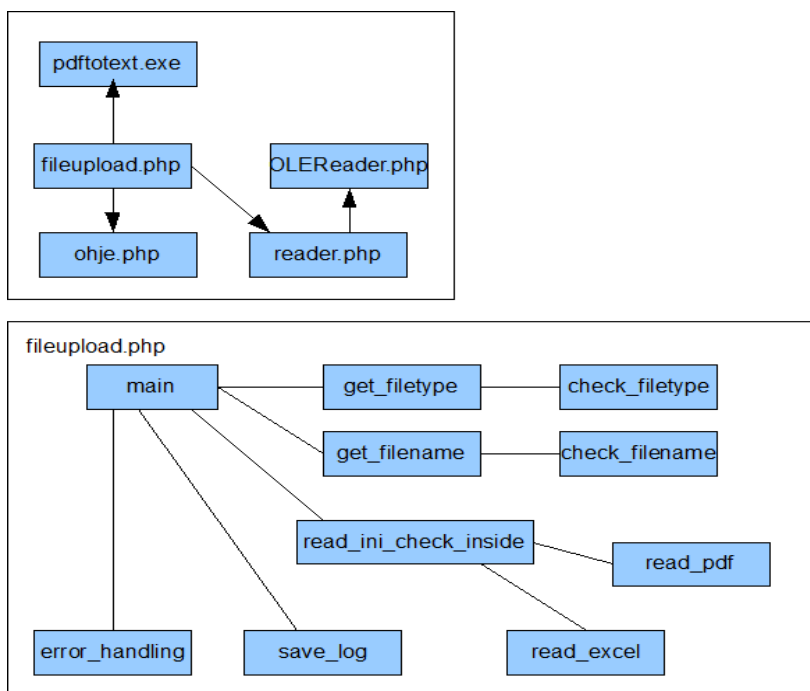 pdftotext.exe
fileupload.php
OLEReader.php
ohje.php
reader.php
fileupload.php
main
get_filetype
check_filetype
get_filename
check_filename
read_ini_check_inside
read_pdf
error_handling
save_log
read_excel